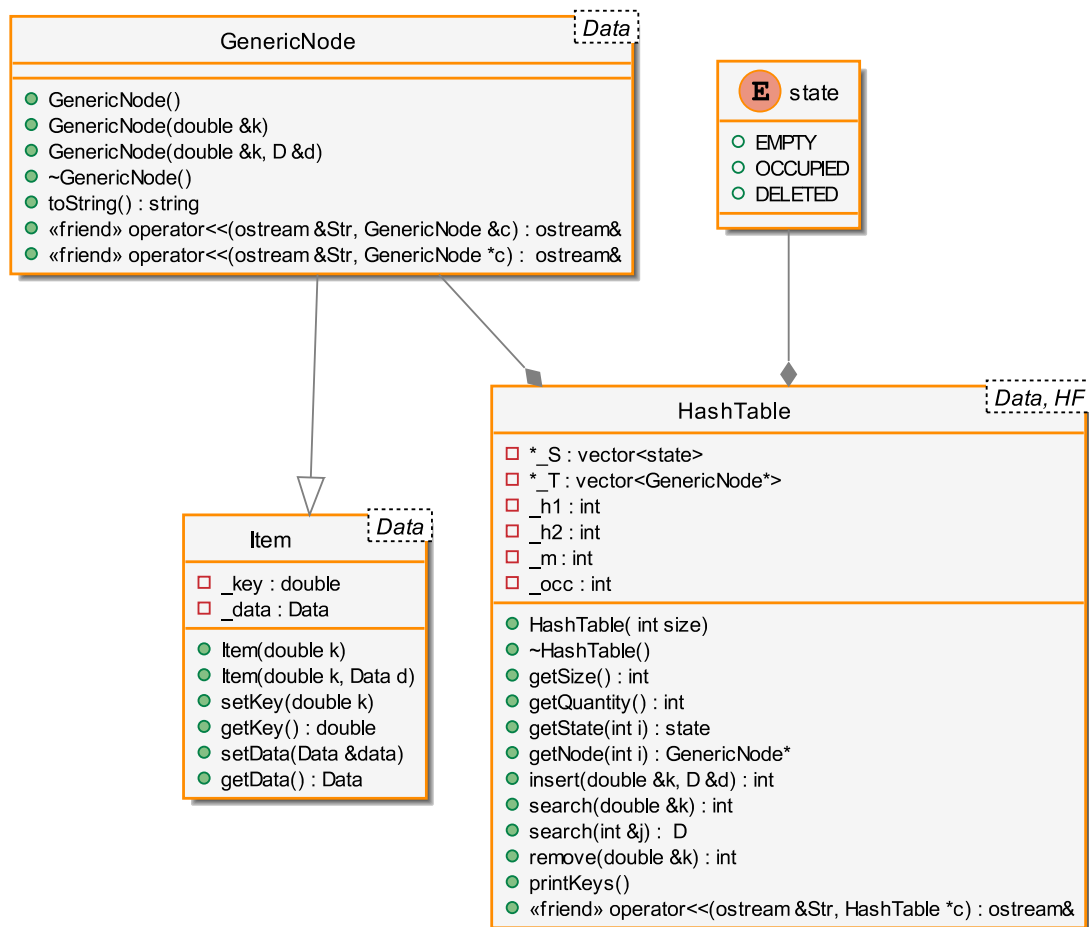 Data
GenericNode
GenericNode()
GenericNode(double &k)
GenericNode(double &k, D &d)
~GenericNode()
toString() : string
«friend» operator<<(ostream &Str, GenericNode &c) : ostream&
«friend» operator<<(ostream &Str, GenericNode *c) :  ostream&
E state
EMPTY
OCCUPIED
DELETED
Data, HF
HashTable
*_S : vector<state>
*_T : vector<GenericNode*>
_h1 : int
_h2 : int
_m : int
_occ : int
HashTable( int size)
~HashTable()
getSize() : int
getQuantity() : int
getState(int i) : state
getNode(int i) : GenericNode*
insert(double &k, D &d) : int
search(double &k) : int
search(int &j) :  D
remove(double &k) : int
printKeys()
«friend» operator<<(ostream &Str, HashTable *c) : ostream&
Data
Item
_key : double
_data : Data
Item(double k)
Item(double k, Data d)
setKey(double k)
getKey() : double
setData(Data &data)
getData() : Data